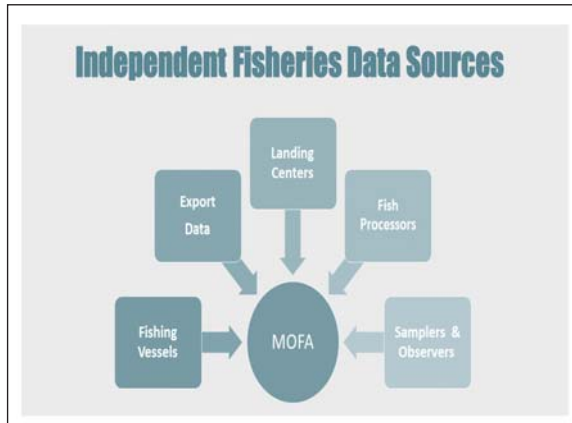 Independent Fisheries Data Sources
Landing
Centers
Export
Data
Fish
Processors
Fishing
Vessels
MOFA
Samplers &
Observers